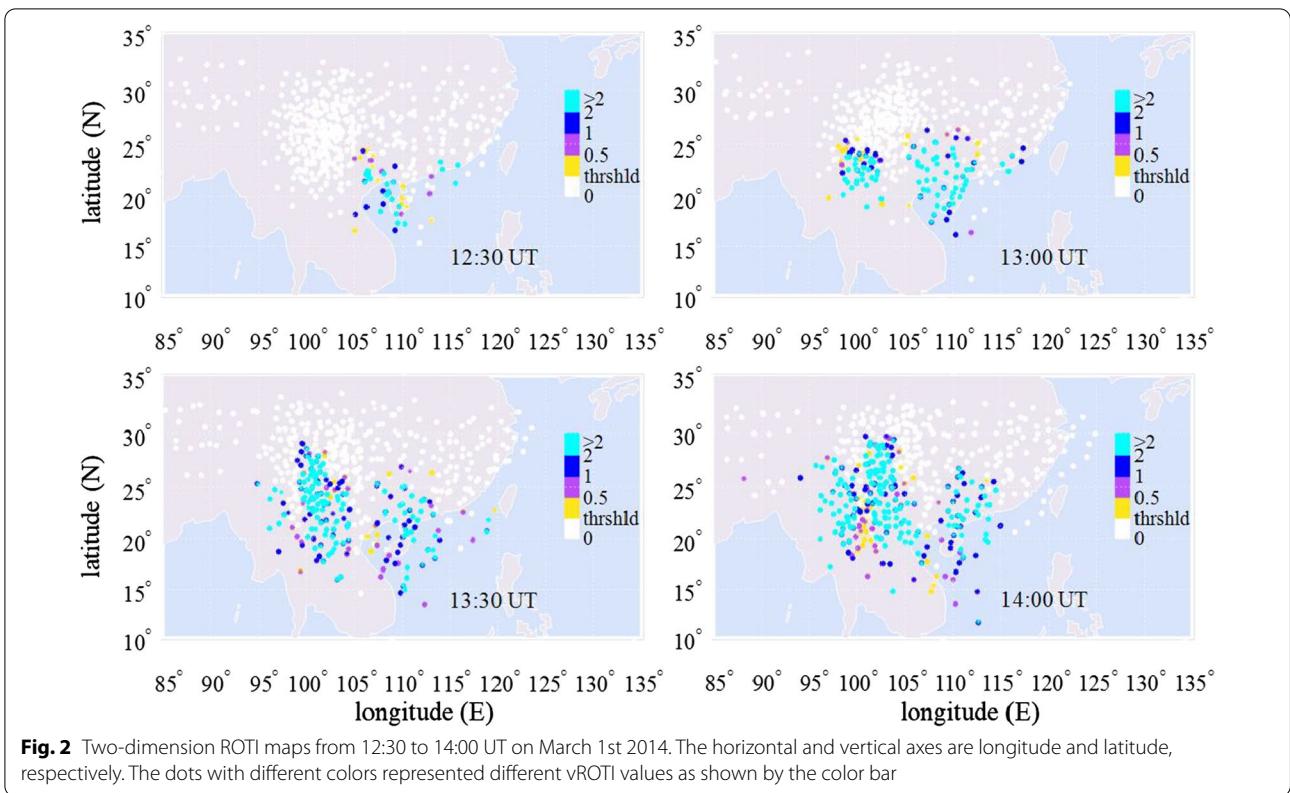 35°
30°
25°
20°
15°
10°
latitude (N)
≥2
2
1
0.5
thrshld
0
12:30 UT
85° 90° 95° 100° 105° 110° 115° 120° 125° 130° 135°
35°
30°
25°
20°
15°
10°
latitude (N)
≥2
2
1
0.5
thrshld
0
13:00 UT
85° 90° 95° 100° 105° 110° 115° 120° 125° 130° 135°
35°
30°
25°
20°
15°
10°
latitude (N)
≥2
2
1
0.5
thrshld
0
13:30 UT
85° 90° 95° 100° 105° 110° 115° 120° 125° 130° 135°
longitude (E)
35°
30°
25°
20°
15°
10°
≥2
2
1
0.5
thrshld
0
14:00 UT
85° 90° 95° 100° 105° 110° 115° 120° 125° 130° 135°
longitude (E)
Fig. 2 Two-dimension ROTI maps from 12:30 to 14:00 UT on March 1st 2014. The horizontal and vertical axes are longitude and latitude,
respectively. The dots with different colors represented different vROTI values as shown by the color bar